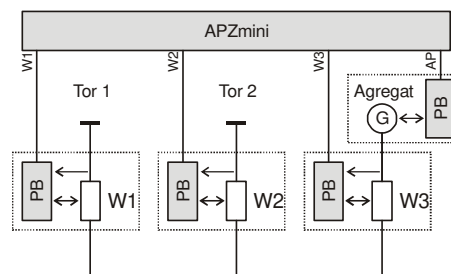 APZmini
W1
W2
W3
AP
Tor 1
Tor 2
Agregat
G
PB
PB
W1
PB
W2
PB
W3